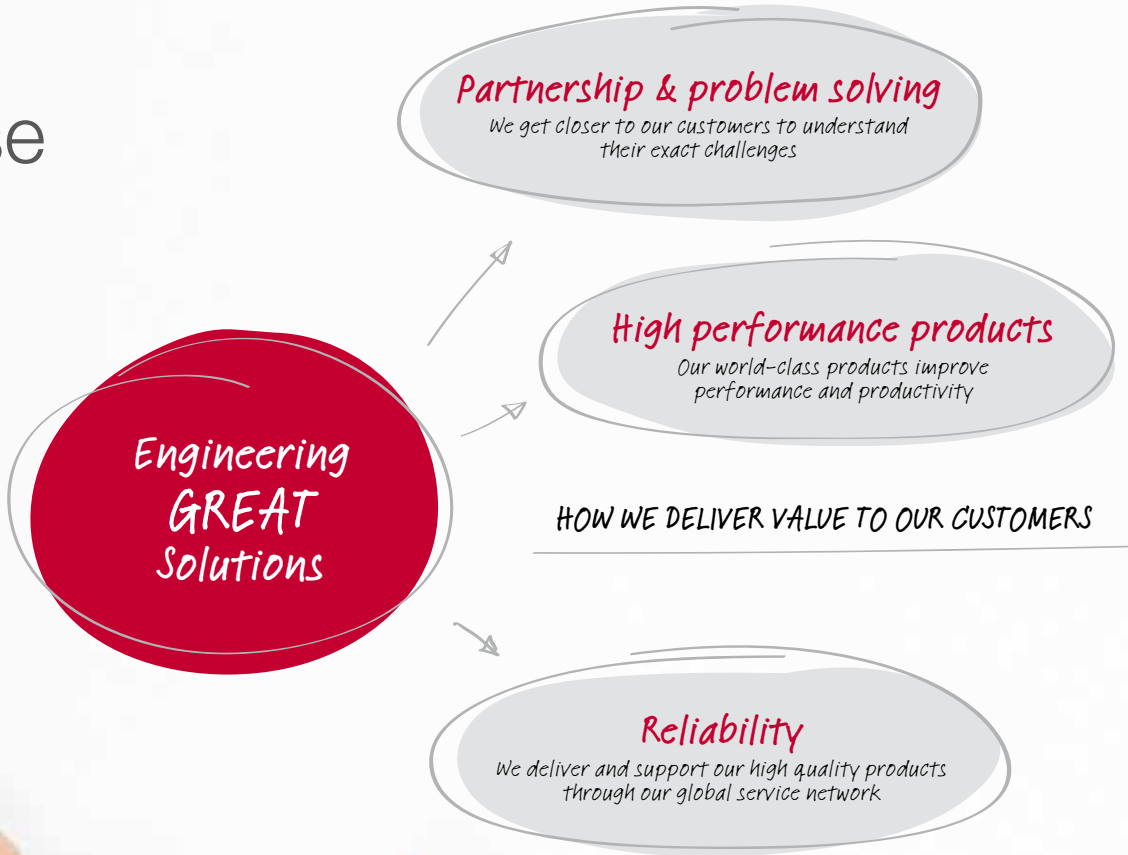 Partnership & problem solving
We get closer to our customers to understand
their exact challenges
High performance products
Our world-class products improve
performance and productivity
Engineering
GREAT
Solutions
HOW WE DELIVER VALUE TO OUR CUSTOMERS
Reliability
We deliver and support our high quality products
through our global service network